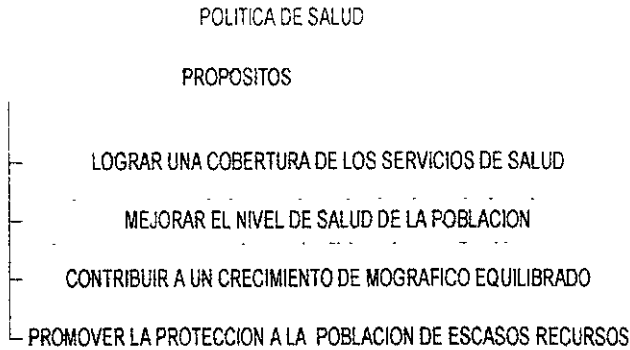 POLITICA DE SALUD
PROPOSITOS
LOGRAR UNA COBERTURA DE LOS SERVICIOS DE SALUD
MEJORAR EL NIVEL DE SALUD DE LA POBLACION
CONTRIBUIR A UN CRECIMIENTO DE MOGRAFICO EQUILIBRADO
PROMOVER LA PROTECCION A LA POBLACION DE ESCASOS RECURSOS